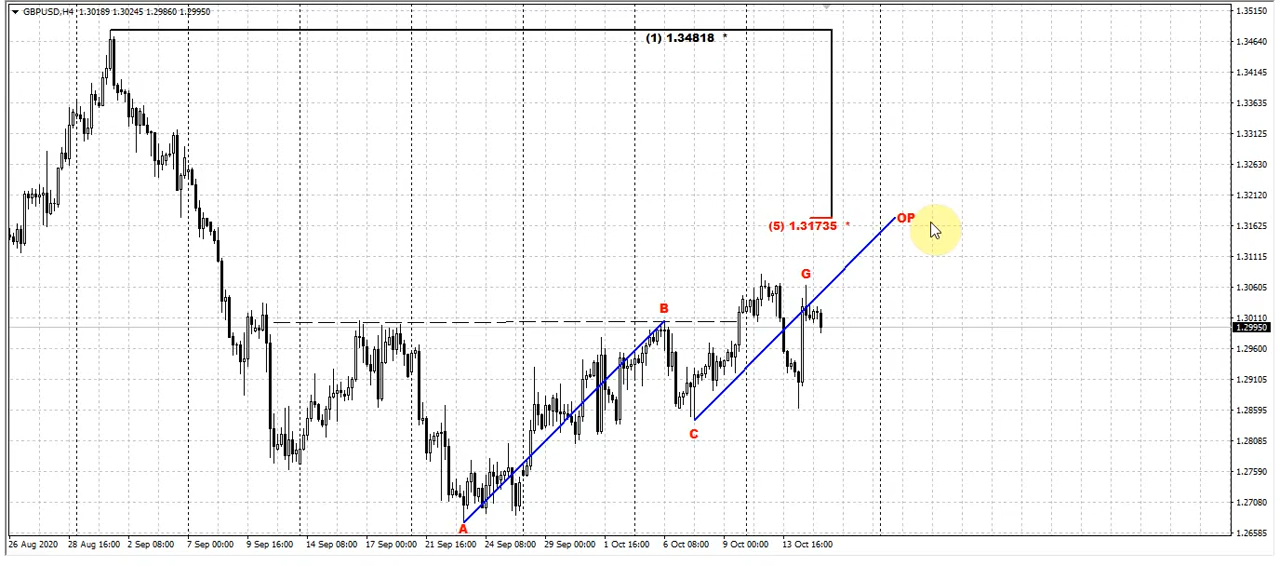 GBPUSD,H4 1.30189 1.30245 1.29860 1.29950
(1) 1.34818 *
(5) 1.31735 *
OP
G
B
C
A
1.35150
1.34640
1.34145
1.33635
1.33125
1.32630
1.32120
1.31625
1.31115
1.30605
1.30110
1.29950
1.29600
1.29105
1.28595
1.28085
1.27590
1.27080
1.26585
26 Aug 2020 28 Aug 16:00 2 Sep 08:00 7 Sep 00:00 9 Sep 16:00 14 Sep 08:00 17 Sep 00:00 21 Sep 16:00 24 Sep 08:00 29 Sep 00:00 1 Oct 16:00 6 Oct 08:00 9 Oct 00:00 13 Oct 16:00